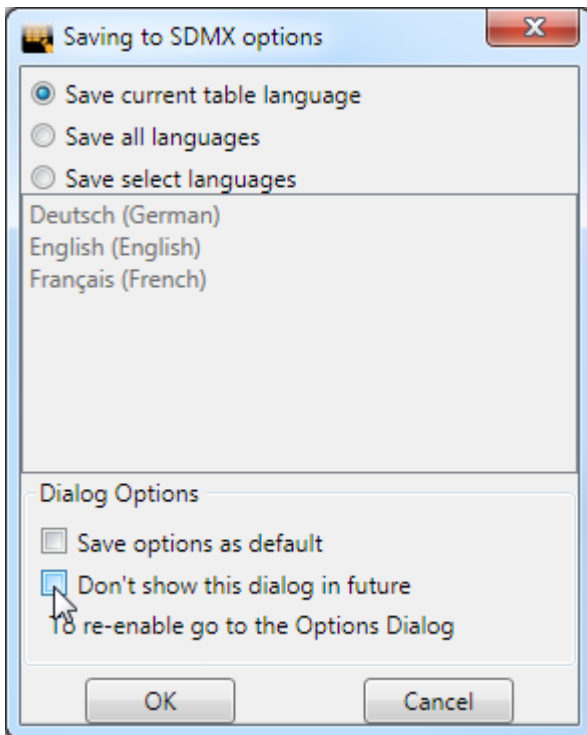 Saving to SDMX options
Save current table language
Save all languages
Save select languages
Deutsch (German)
English (English)
Français (French)
Dialog Options
Save options as default
Don't show this dialog in future
To re-enable go to the Options Dialog
OK Cancel